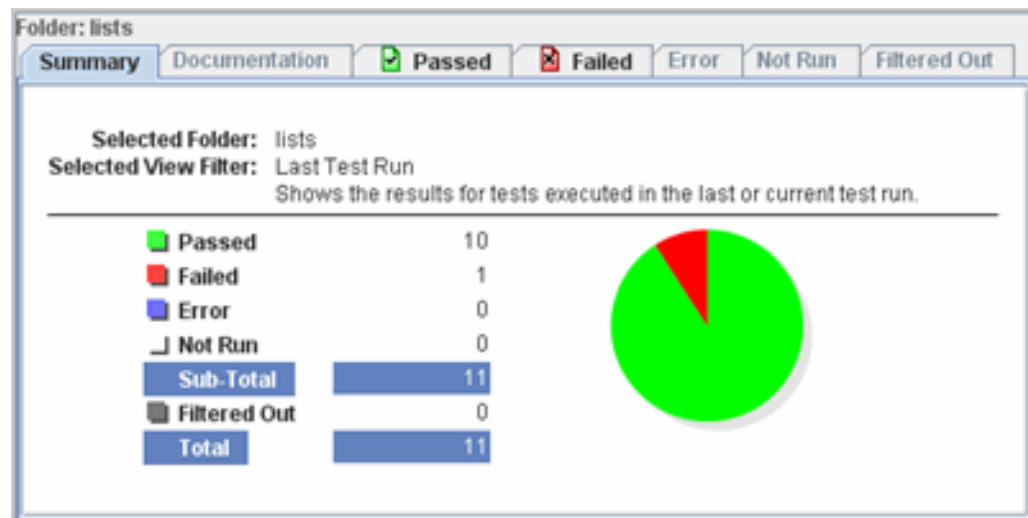 Folder: lists
Summary Documentation Passed Failed Error Not Run Filtered Out
Selected Folder: lists
Selected View Filter: Last Test Run
Shows the results for tests executed in the last or current test run.
Passed 10
Failed 1
Error 0
Not Run 0
Sub-Total 11
Filtered Out 0
Total 11